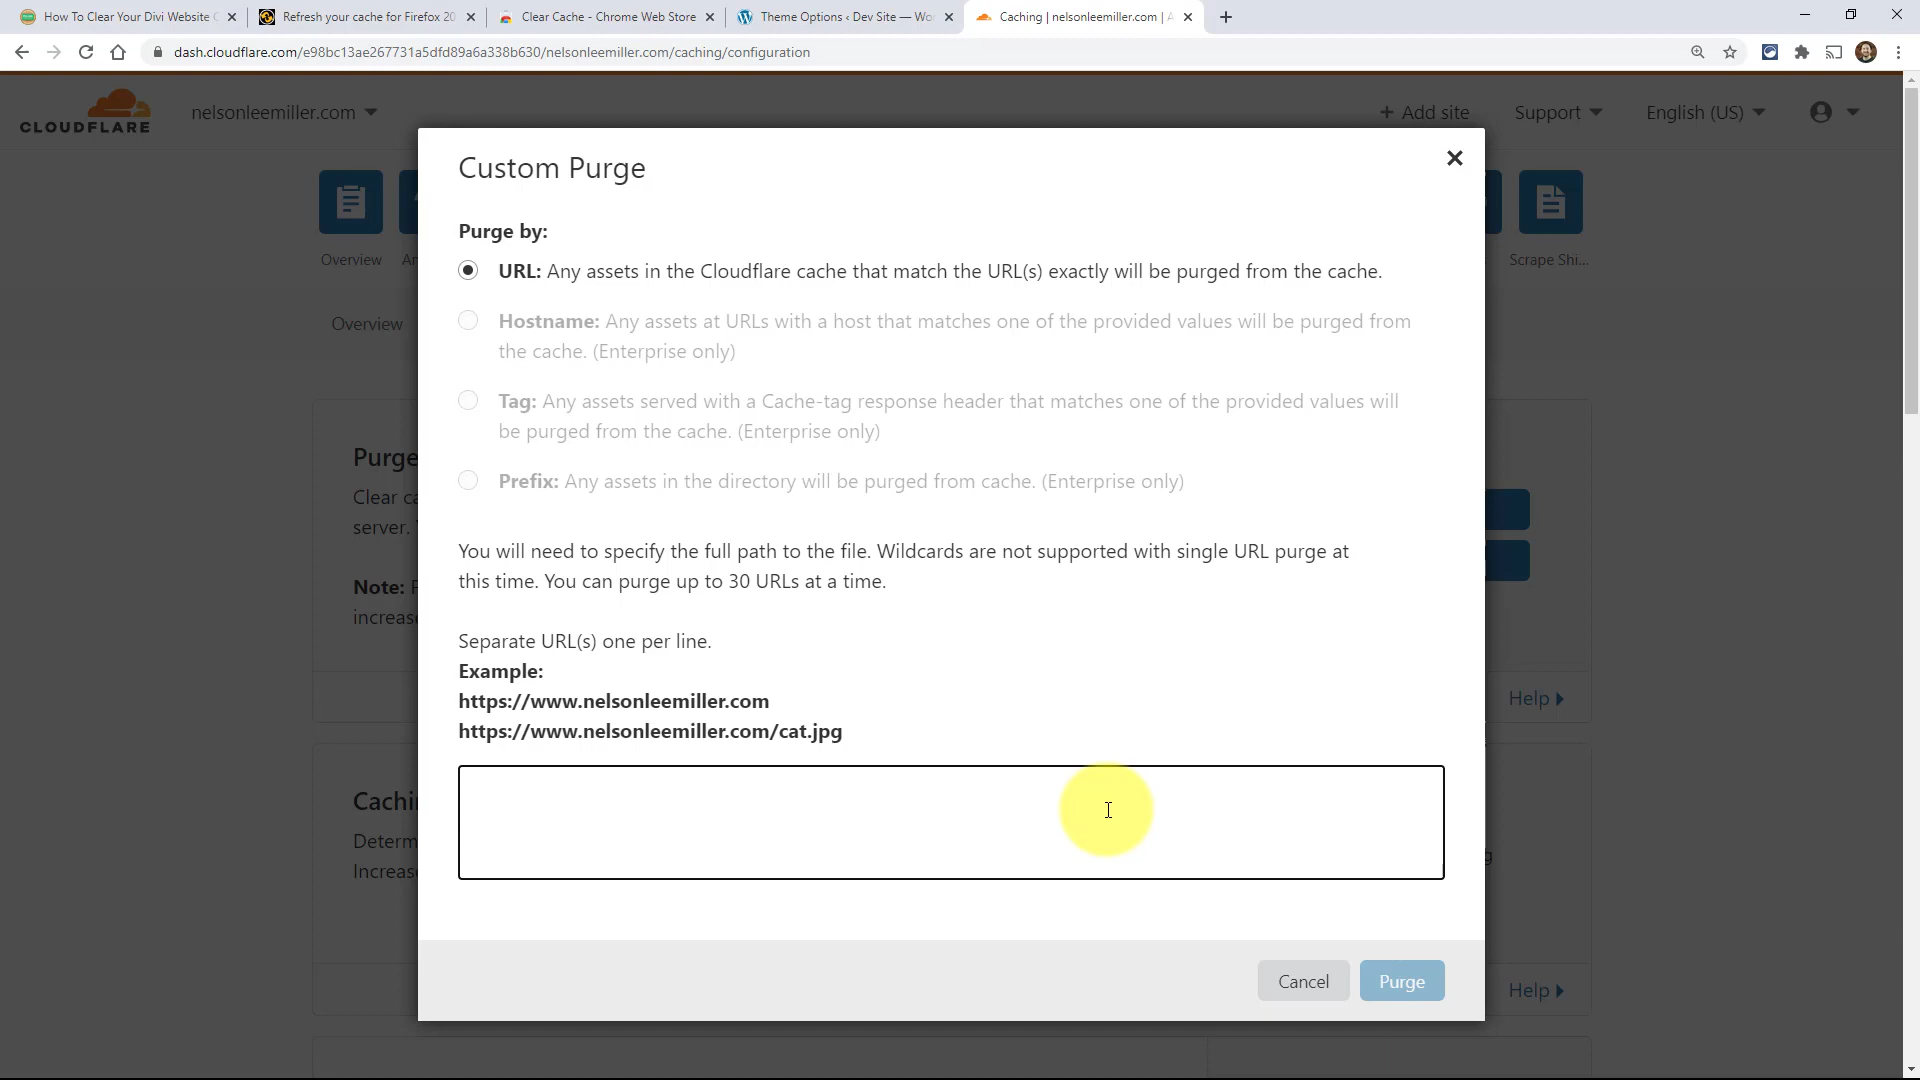 How To Clear Your Divi Website C
Refresh your cache for Firefox 20
Clear Cache - Chrome Web Store
Theme Options ‹ Dev Site — Wo
Caching | nelsonleemiller.com | A
dash.cloudflare.com/e98bc13ae267731a5dfd89a6a338b630/nelsonleemiller.com/caching/configuration
CLOUDFLARE
nelsonleemiller.com
+ Add site
Support
English (US)
Custom Purge
Purge by:
URL: Any assets in the Cloudflare cache that match the URL(s) exactly will be purged from the cache.
Overview
An
Scrape Shi...
Hostname: Any assets at URLs with a host that matches one of the provided values will be purged from
the cache. (Enterprise only)
Overview
Tag: Any assets served with a Cache-tag response header that matches one of the provided values will
be purged from the cache. (Enterprise only)
Prefix: Any assets in the directory will be purged from cache. (Enterprise only)
Purge
Clear ca
server.
You will need to specify the full path to the file. Wildcards are not supported with single URL purge at
this time. You can purge up to 30 URLs at a time.
Note:
increase
Separate URL(s) one per line.
Example:
https://www.nelsonleemiller.com
https://www.nelsonleemiller.com/cat.jpg
Help
Cachi
Determ
Increas
g
Cancel
Purge
Help